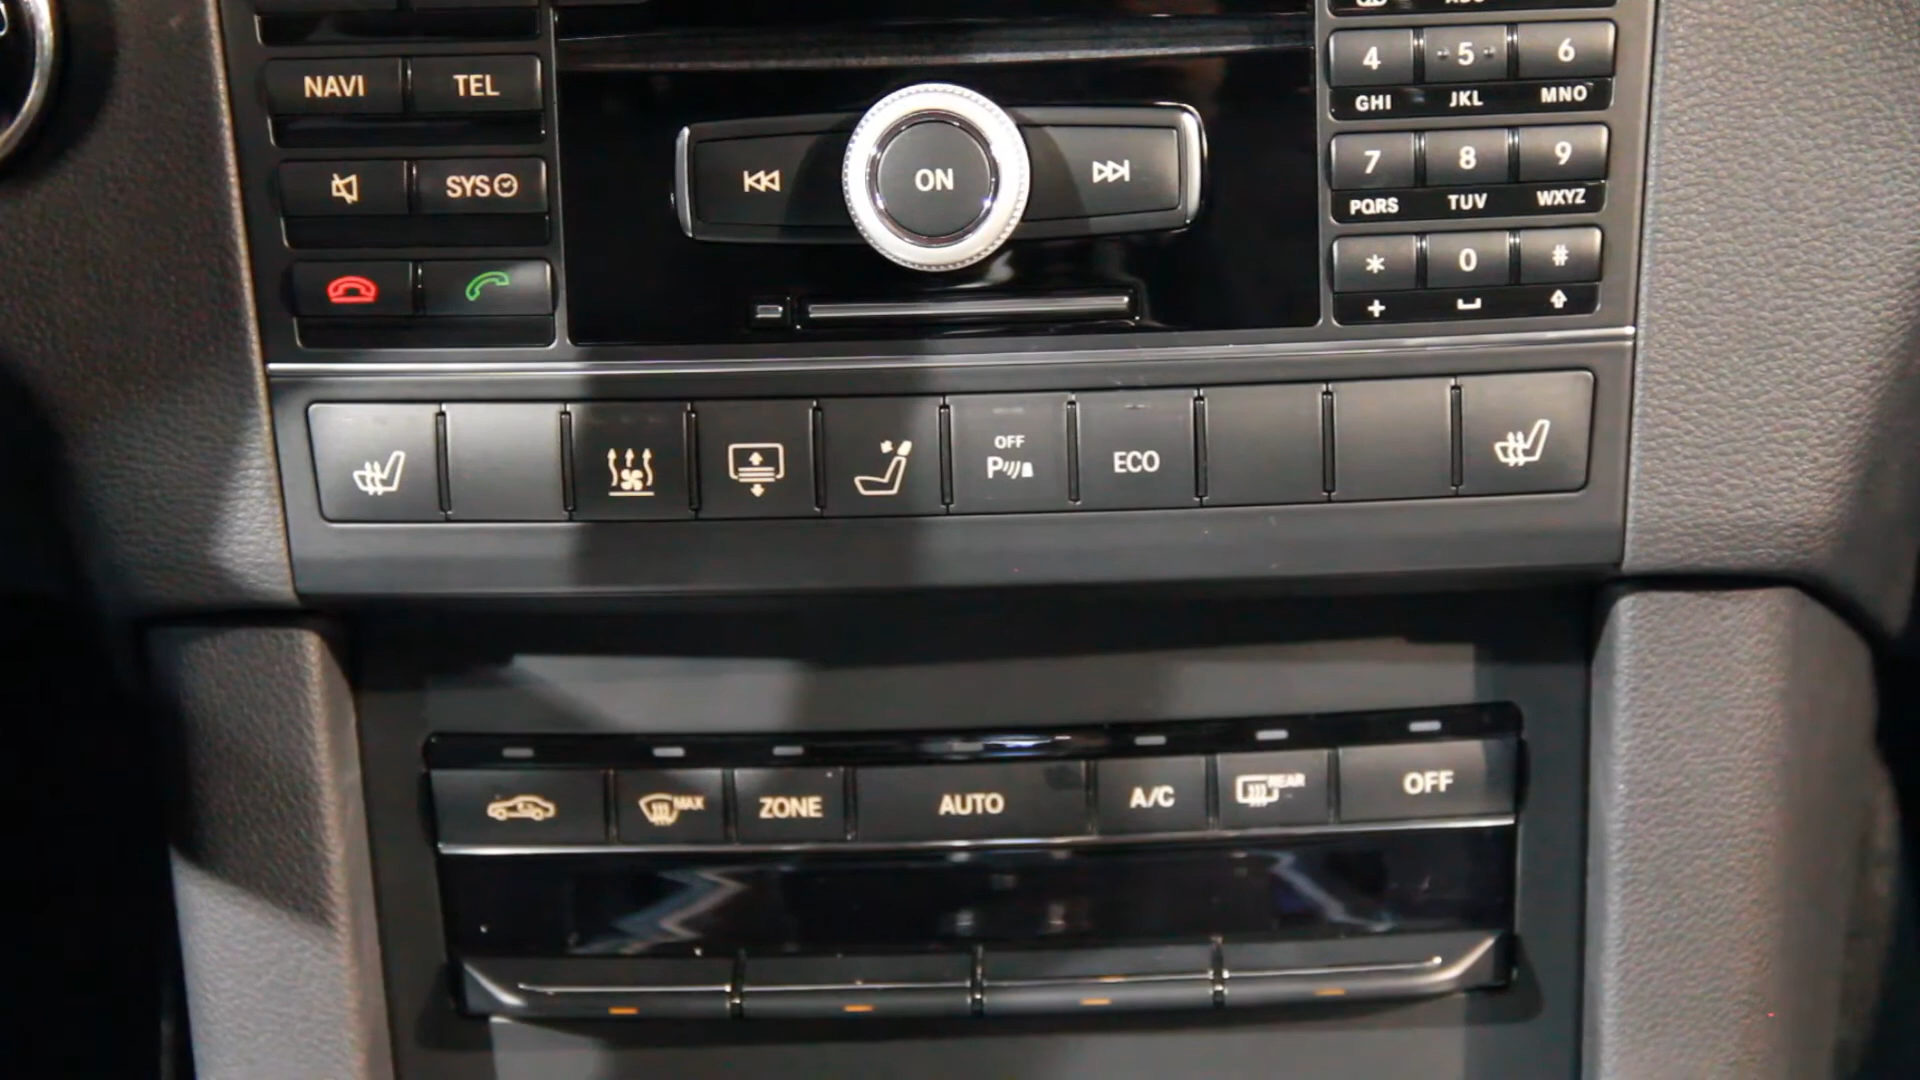 4 5 6
GHI JKL MNO
NAVI TEL
ON
7 8 9
PQRS TUV WXYZ
SYS
* 0 #
+
OFF
P
ECO
MAX
ZONE
AUTO
A/C
REAR
OFF